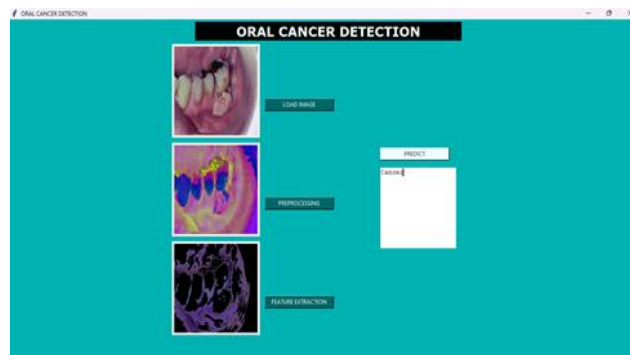 ORAL CANCER DETECTION
ORAL CANCER DETECTION
LOAD IMAGE
PREPROCESSING
FEATURE EXTRACTION
PREDICT